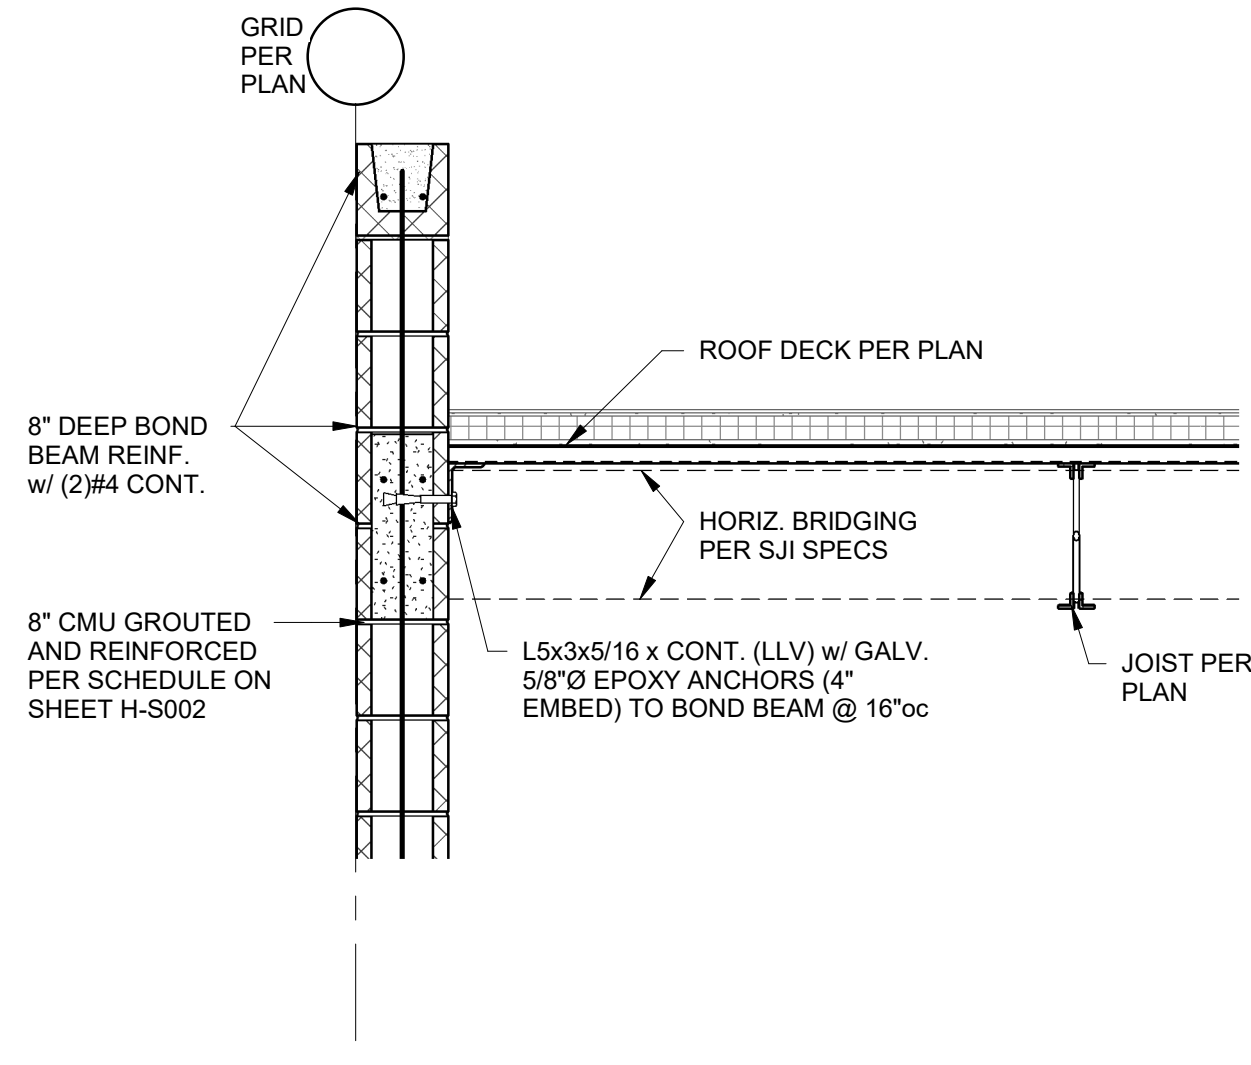 GRID
PER
PLAN
ROOF DECK PER PLAN
8" DEEP BOND
BEAM REINF.
w/ (2)#4 CONT.
HORIZ. BRIDGING
PER SJI SPECS
8" CMU GROUTED
AND REINFORCED
PER SCHEDULE ON
SHEET H-S002
L5x3x5/16 x CONT. (LLV) w/ GALV.
5/8"Ø EPOXY ANCHORS (4"
EMBED) TO BOND BEAM @ 16"oc
JOIST PER
PLAN